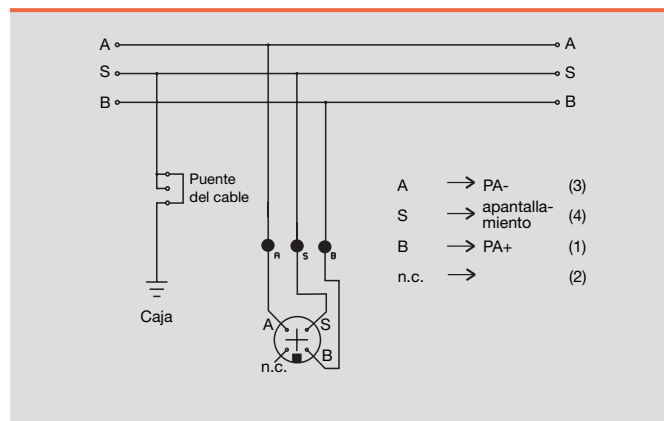 A A
S S
B B
Puente
del cable
Caja
A S B
A S
n.c. B
A → PA- (3)
S → apantalla-
miento (4)
B → PA+ (1)
n.c. → (2)